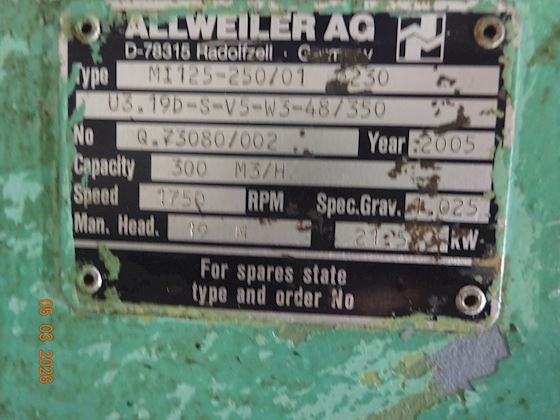 ALLWEILER AG
D-78315 Radolfzell · Germany
Type MI125-250/01 230
U3.19D-S-V5-W3-48/350
No Q.73080/002 Year 2005
Capacity 300 M3/H.
Speed 1750 RPM Spec.Grav. 1.025
Man. Head. 19 M kW
For spares state
type and order No
05 03 2026